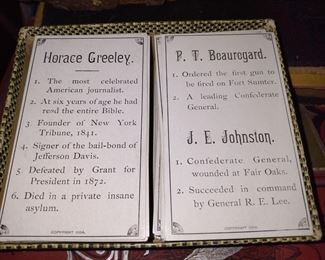 Horace Greeley.
1. The most celebrated
American journalist.
2. At six years of age he had
read the entire Bible.
3. Founder of New York
Tribune, 1841.
4. Signer of the bail-bond of
Jefferson Davis.
5. Defeated by Grant for
President in 1872.
6. Died in a private insane
asylum.
P. T. Beauregard.
1. Ordered the first gun to
be fired on Fort Sumter.
2. A leading Confederate
General.
J. E. Johnston.
1. Confederate General,
wounded at Fair Oaks.
2. Succeeded in command
by General R. E. Lee.